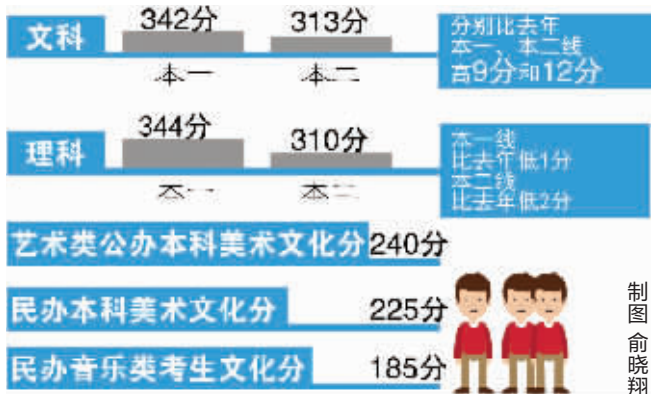 文科
342分
313分
本一
本二
分别比去年
本一、本二线
高9分和12分
理科
344分
310分
本一
本二
本一线
比去年低1分
本二线
比去年低2分
艺术类公办本科美术文化分 240分
民办本科美术文化分 225分
民办音乐类考生文化分 185分
制图 俞晓翔